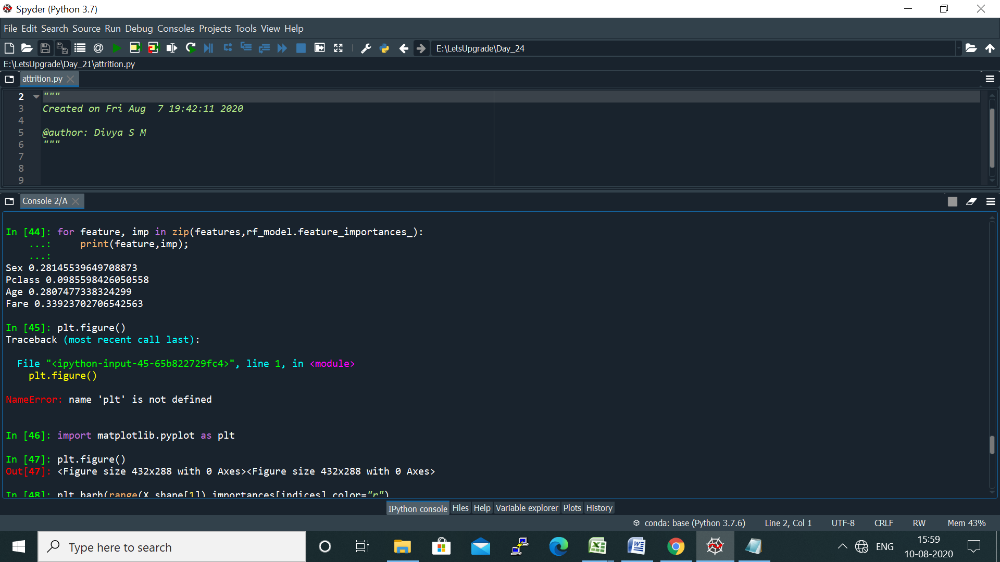 Spyder (Python 3.7)
File Edit Search Source Run Debug Consoles Projects Tools View Help
E:\LetsUpgrade\Day_24
E:\LetsUpgrade\Day_21\attrition.py
attrition.py
2 """
3 Created on Fri Aug  7 19:42:11 2020
4
5 @author: Divya S M
6 """
7
8
9
Console 2/A
In [44]: for feature, imp in zip(features,rf_model.feature_importances_):
    ...:     print(feature,imp);
    ...:
Sex 0.28145539649708873
Pclass 0.0985598426050558
Age 0.2807477338324299
Fare 0.33923702706542563
In [45]: plt.figure()
Traceback (most recent call last):
  File "<ipython-input-45-65b822729fc4>", line 1, in <module>
    plt.figure()
NameError: name 'plt' is not defined
In [46]: import matplotlib.pyplot as plt
In [47]: plt.figure()
Out[47]: <Figure size 432x288 with 0 Axes><Figure size 432x288 with 0 Axes>
In [48]: plt.barh(range(X.shape[1]),importances[indices],color="r")
IPython console Files Help Variable explorer Plots History
conda: base (Python 3.7.6) Line 2, Col 1 UTF-8 CRLF RW Mem 43%
Type here to search
ENG
15:59
10-08-2020